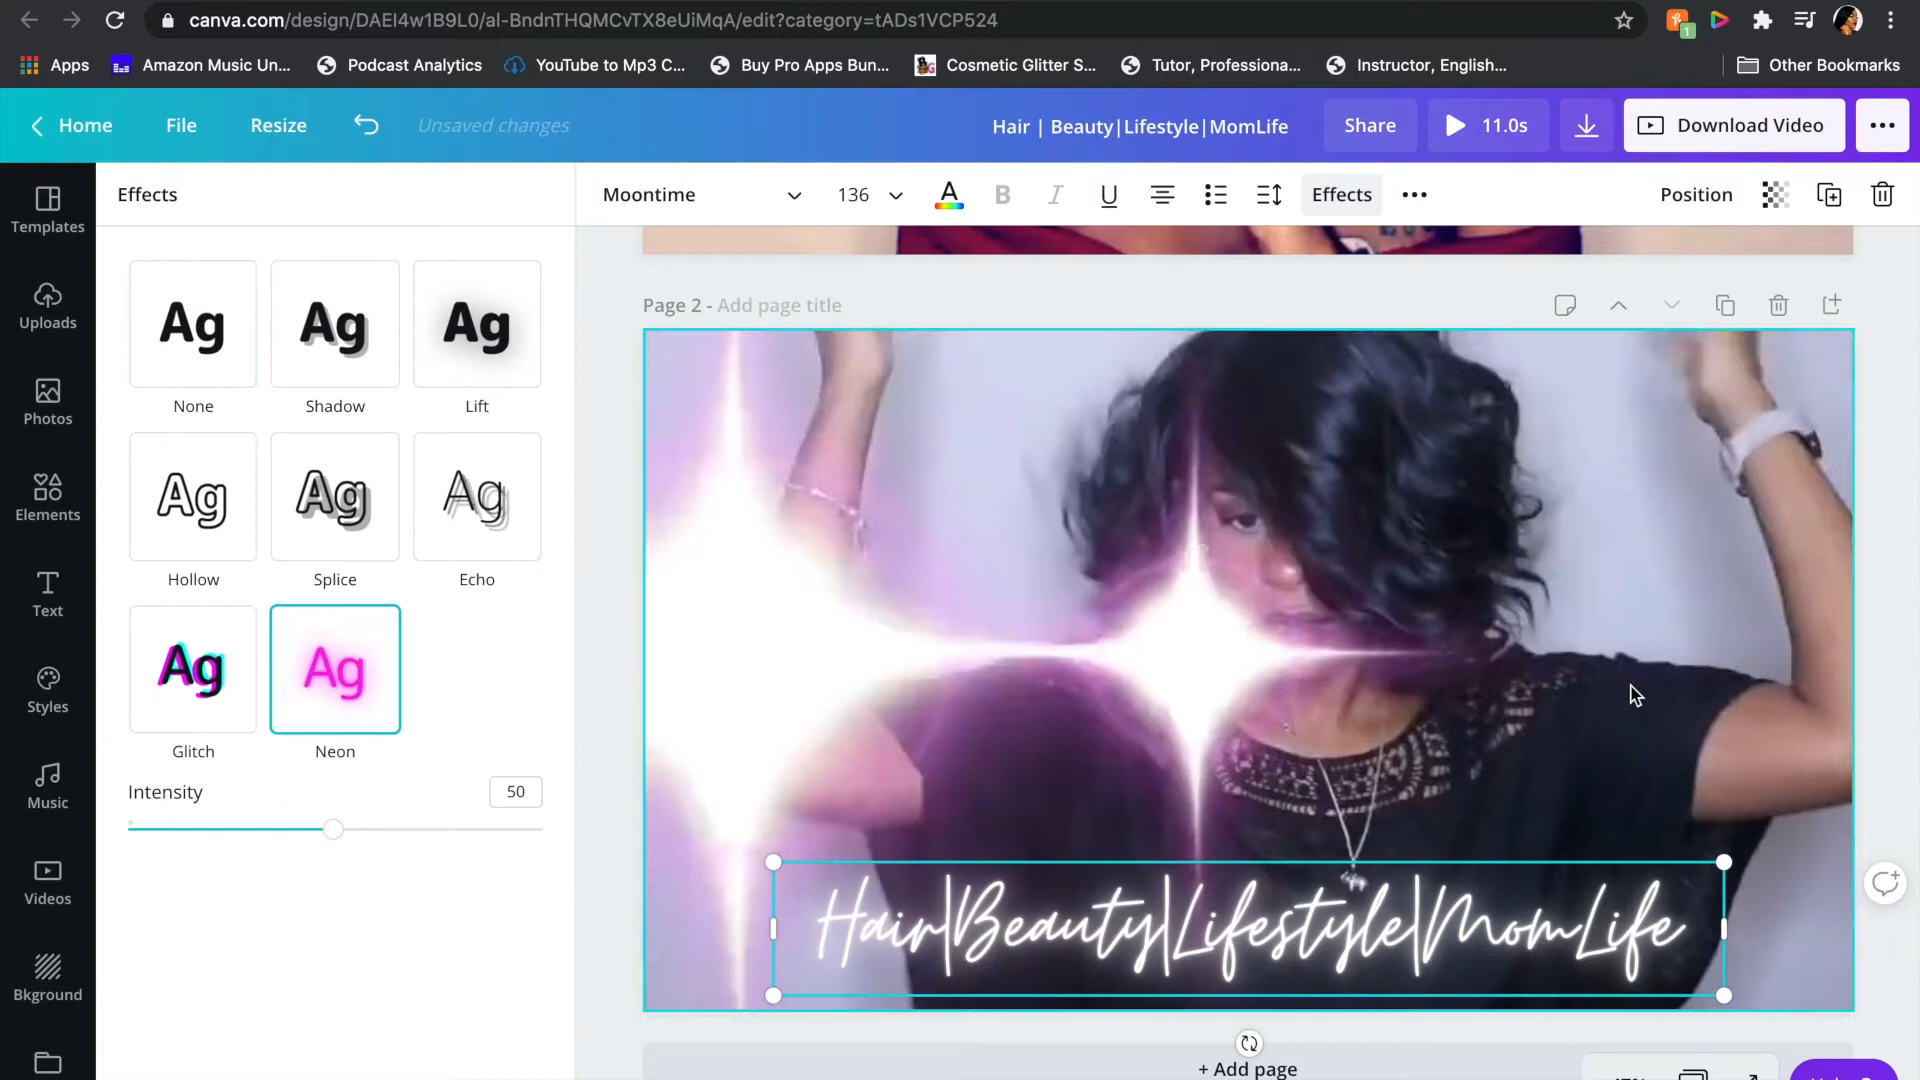 canva.com/design/DAEI4w1B9L0/al-BndnTHQMCvTX8eUiMqA/edit?category=tADs1VCP524
1
Apps
Amazon Music Un...
Podcast Analytics
YouTube to Mp3 C...
Buy Pro Apps Bun...
Cosmetic Glitter S...
Tutor, Professiona...
Instructor, English...
Other Bookmarks
Home
File
Resize
Unsaved changes
Hair | Beauty|Lifestyle|MomLife
Share
11.0s
Download Video
Effects
Moontime
136
A
B
I
U
Effects
Position
Templates
Uploads
Photos
Elements
Text
Styles
Music
Videos
Bkground
Ag
None
Ag
Shadow
Ag
Lift
Ag
Hollow
Ag
Splice
Ag
Echo
Ag
Glitch
Ag
Neon
Intensity
50
Page 2 - Add page title
Hair|Beauty|Lifestyle|MomLife
+ Add page